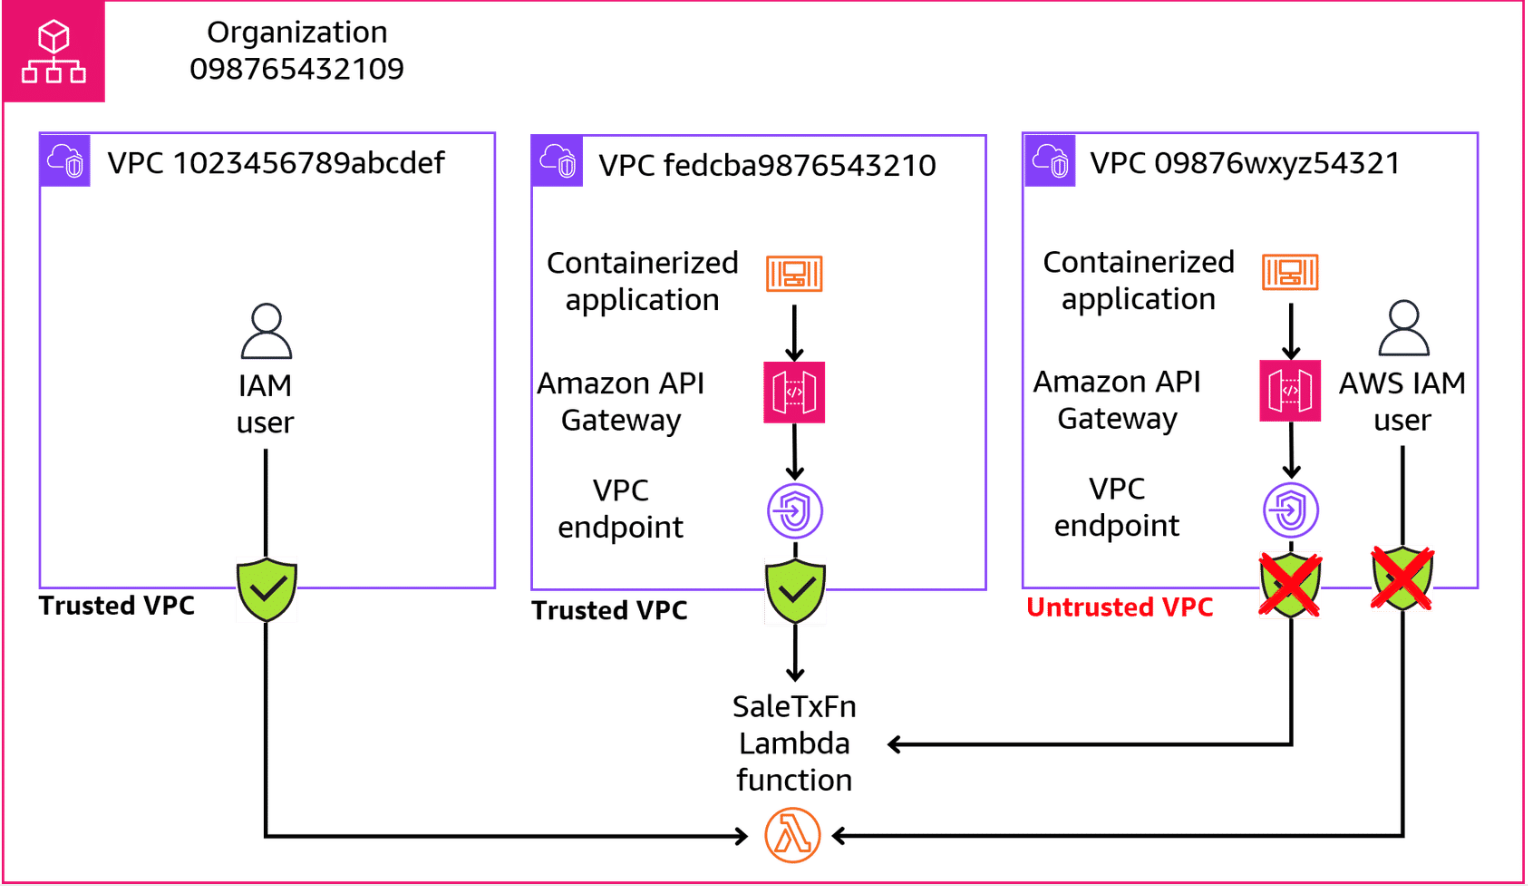 Organization
098765432109
VPC 1023456789abcdef
IAM
user
Trusted VPC
VPC fedcba9876543210
Containerized
application
Amazon API
Gateway
VPC
endpoint
Trusted VPC
VPC 09876wxyz54321
Containerized
application
Amazon API
Gateway
VPC
endpoint
AWS IAM
user
Untrusted VPC
SaleTxFn
Lambda
function